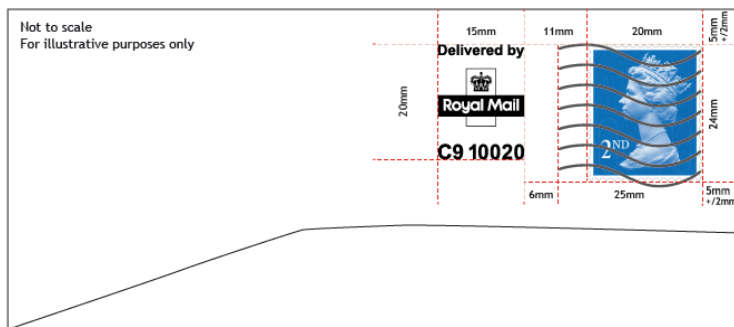 Not to scale
For illustrative purposes only
15mm
11mm
20mm
5mm
+/2mm
Delivered by
Royal Mail
C9 10020
20mm
2ND
24mm
6mm
25mm
5mm
+/2mm